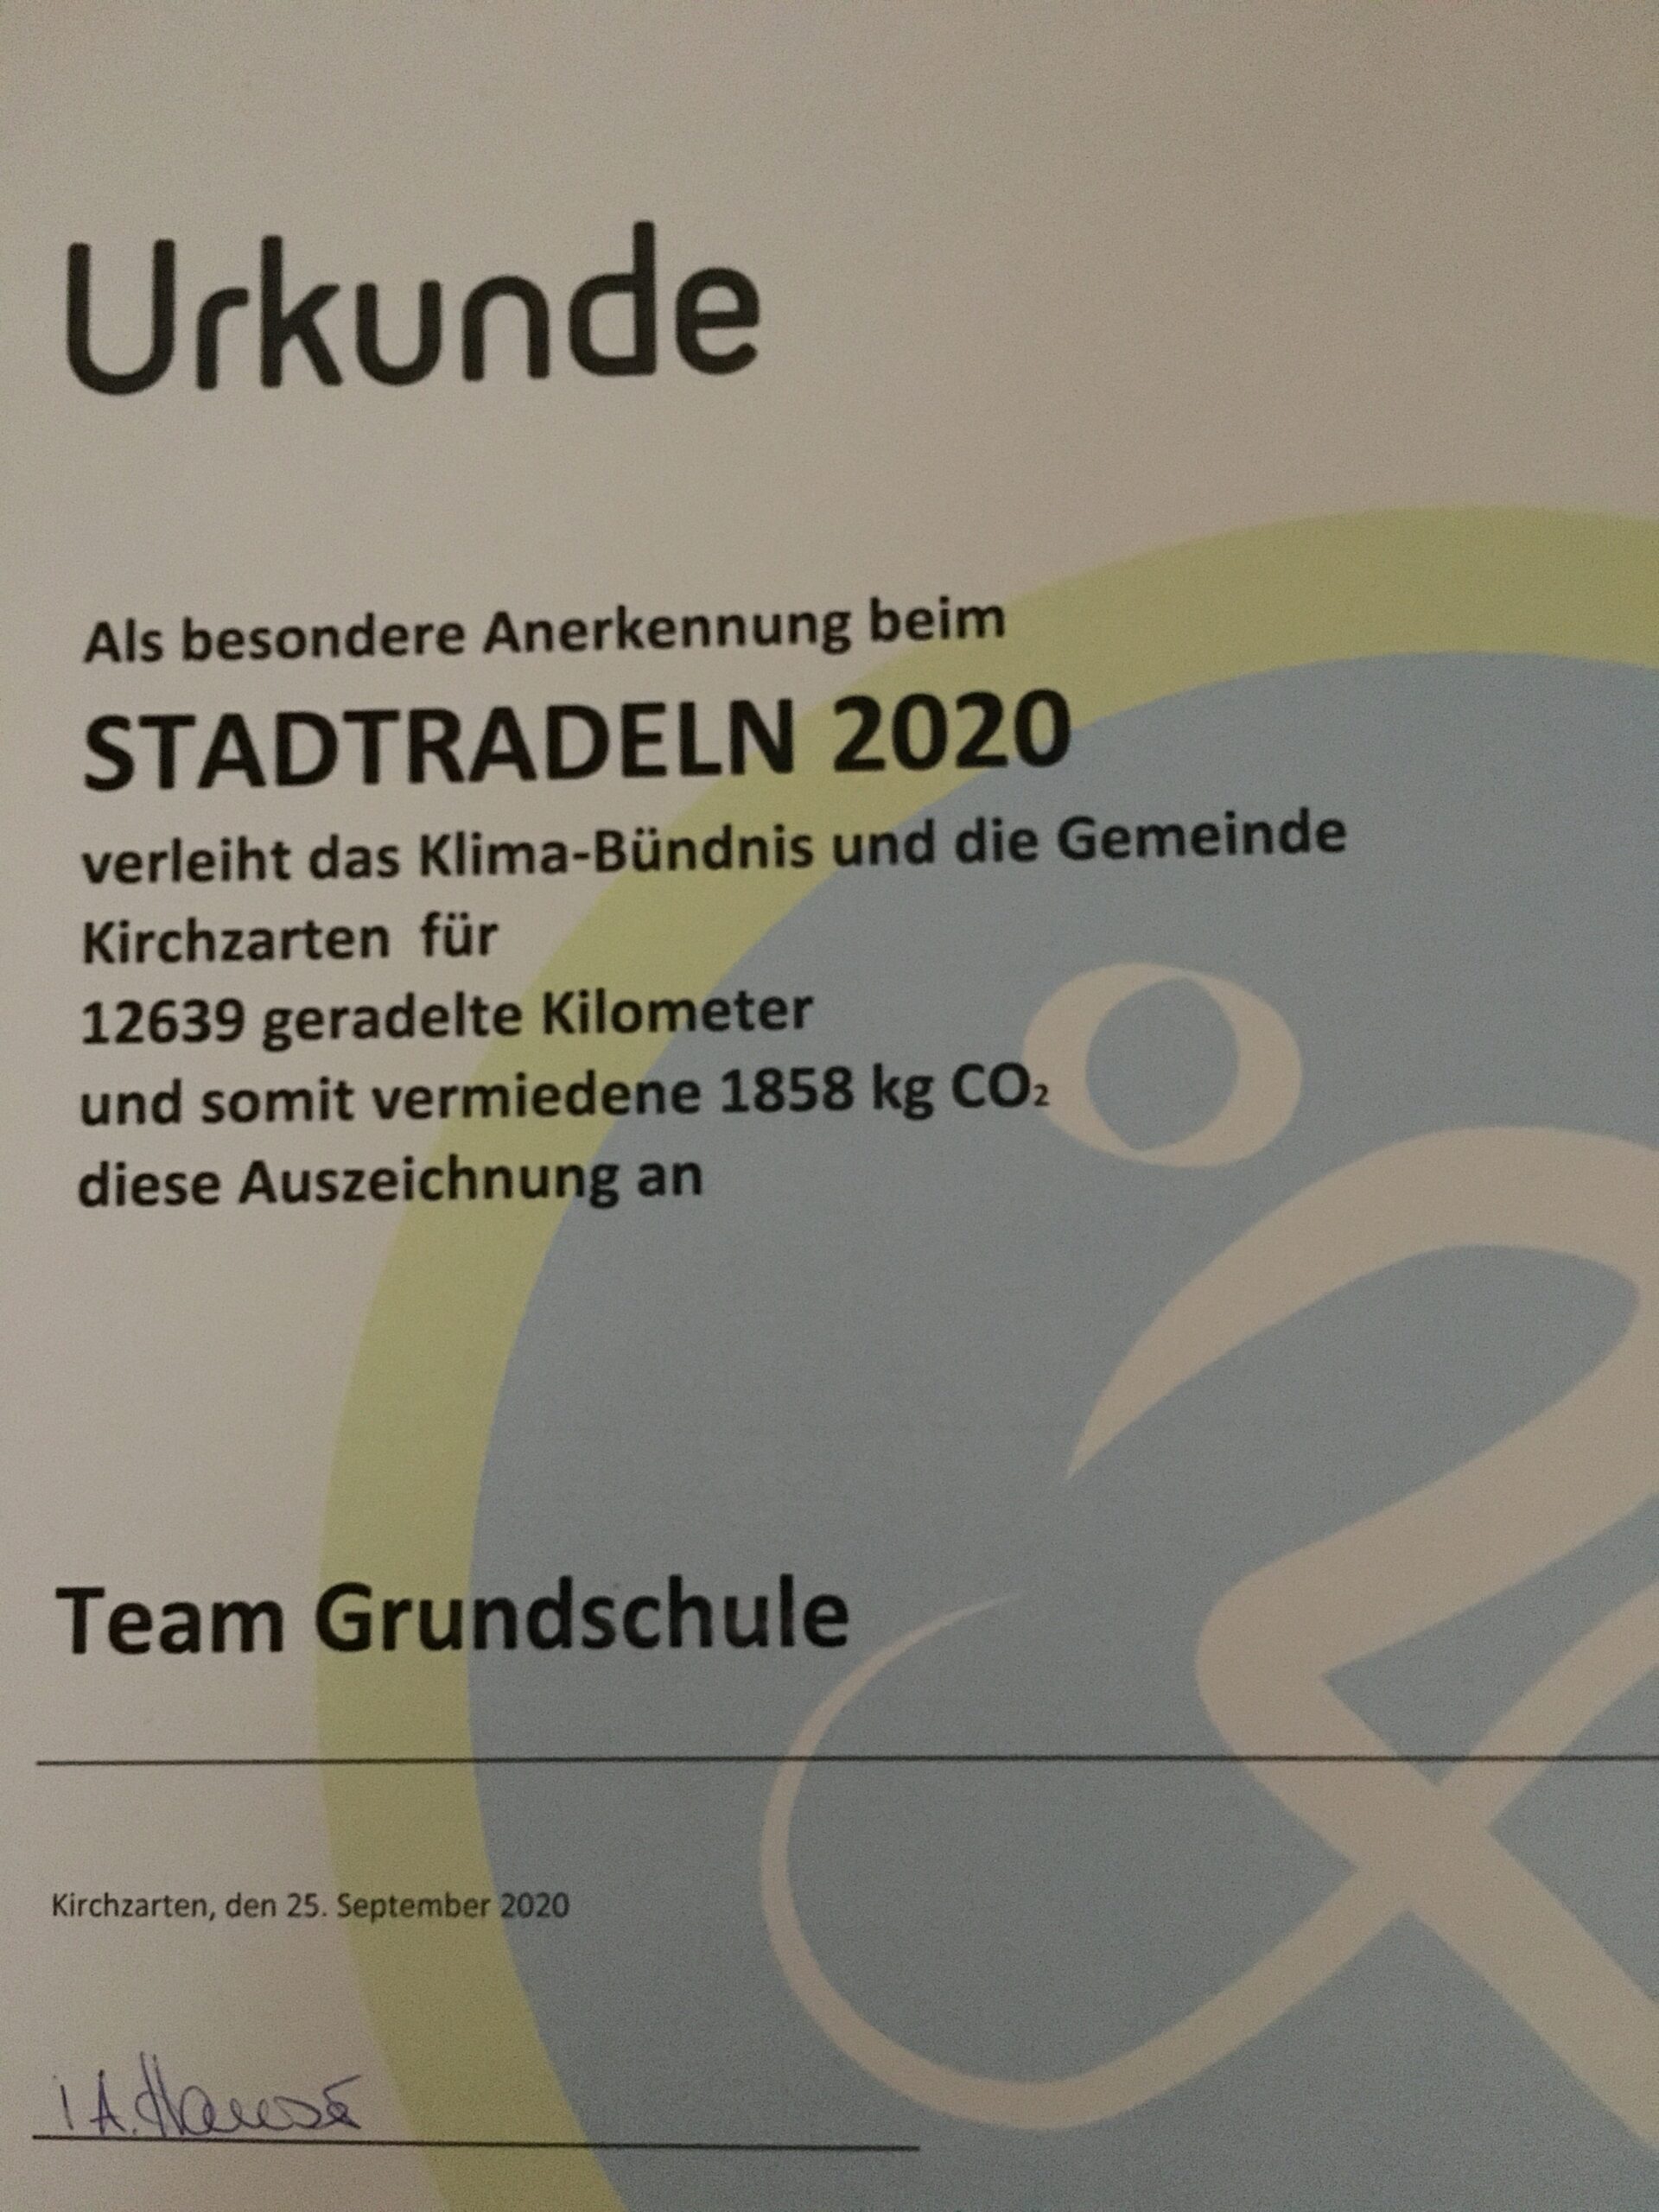 Urkunde
Als besondere Anerkennung beim
STADTRADELN 2020
verleiht das Klima-Bündnis und die Gemeinde
Kirchzarten für
12639 geradelte Kilometer
und somit vermiedene 1858 kg CO₂
diese Auszeichnung an
Team Grundschule
Kirchzarten, den 25. September 2020